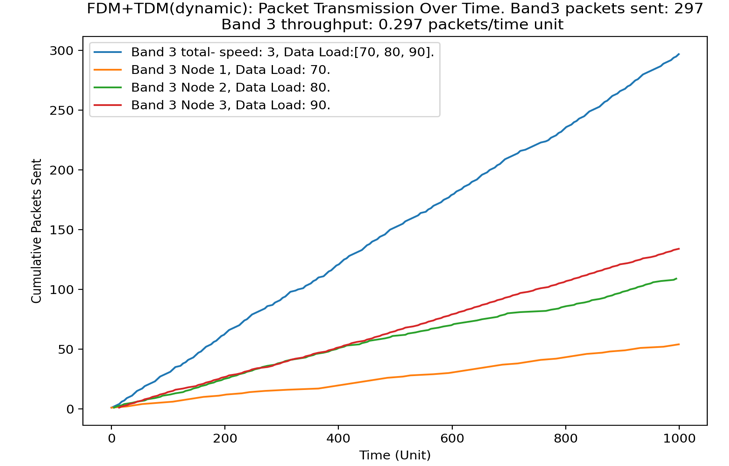 FDM+TDM(dynamic): Packet Transmission Over Time. Band3 packets sent: 297
Band 3 throughput: 0.297 packets/time unit
Band 3 total- speed: 3, Data Load:[70, 80, 90].
Band 3 Node 1, Data Load: 70.
Band 3 Node 2, Data Load: 80.
Band 3 Node 3, Data Load: 90.
Cumulative Packets Sent
300
250
200
150
100
50
0
0 200 400 600 800 1000
Time (Unit)